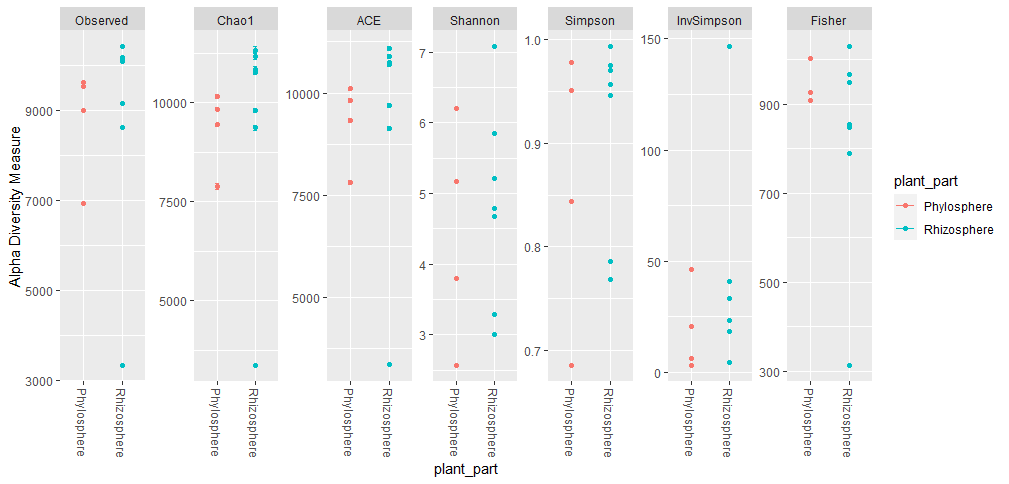 Observed
Chao1
ACE
Shannon
Simpson
InvSimpson
Fisher
Alpha Diversity Measure
9000
7000
5000
3000
10000
7500
5000
10000
7500
5000
7
6
5
4
3
1.0
0.9
0.8
0.7
150
100
50
0
900
700
500
300
Phylosphere
Rhizosphere
Phylosphere
Rhizosphere
Phylosphere
Rhizosphere
Phylosphere
Rhizosphere
Phylosphere
Rhizosphere
Phylosphere
Rhizosphere
Phylosphere
Rhizosphere
plant_part
plant_part
Phylosphere
Rhizosphere